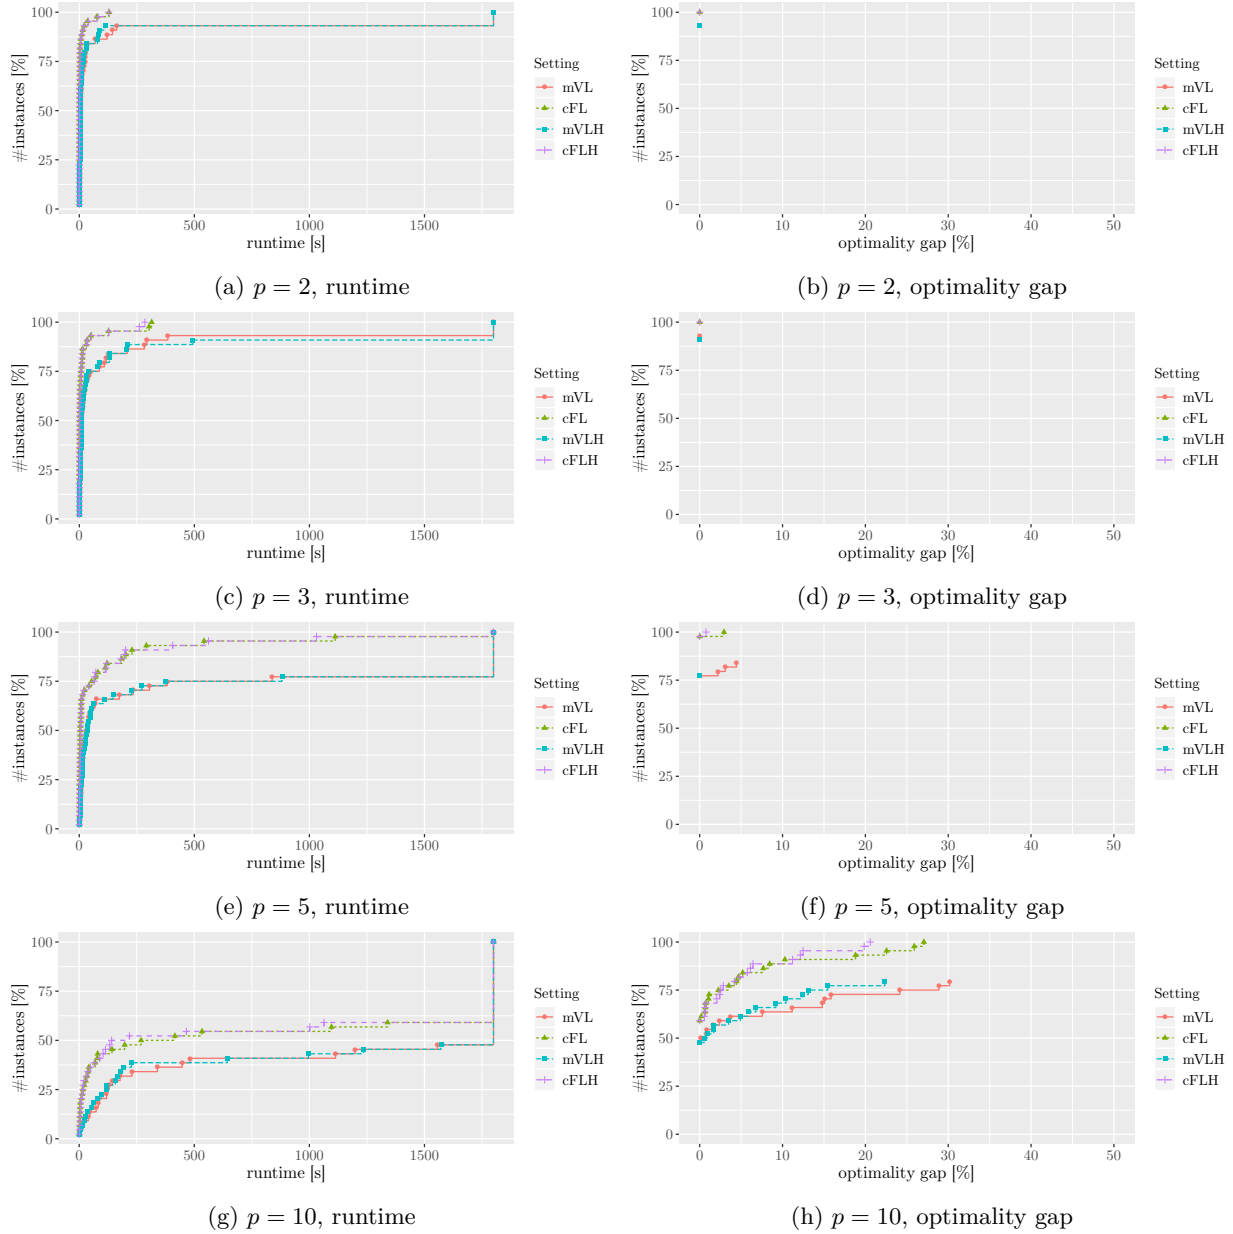 #instances [%]
100
75
50
25
0
0 500 1000 1500
runtime [s]
Setting
mVL
cFL
mVLH
cFLH
(a) p = 2, runtime
#instances [%]
100
75
50
25
0
0 10 20 30 40 50
optimality gap [%]
Setting
mVL
cFL
mVLH
cFLH
(b) p = 2, optimality gap
#instances [%]
100
75
50
25
0
0 500 1000 1500
runtime [s]
Setting
mVL
cFL
mVLH
cFLH
(c) p = 3, runtime
#instances [%]
100
75
50
25
0
0 10 20 30 40 50
optimality gap [%]
Setting
mVL
cFL
mVLH
cFLH
(d) p = 3, optimality gap
#instances [%]
100
75
50
25
0
0 500 1000 1500
runtime [s]
Setting
mVL
cFL
mVLH
cFLH
(e) p = 5, runtime
#instances [%]
100
75
50
25
0
0 10 20 30 40 50
optimality gap [%]
Setting
mVL
cFL
mVLH
cFLH
(f) p = 5, optimality gap
#instances [%]
100
75
50
25
0
0 500 1000 1500
runtime [s]
Setting
mVL
cFL
mVLH
cFLH
(g) p = 10, runtime
#instances [%]
100
75
50
25
0
0 10 20 30 40 50
optimality gap [%]
Setting
mVL
cFL
mVLH
cFLH
(h) p = 10, optimality gap